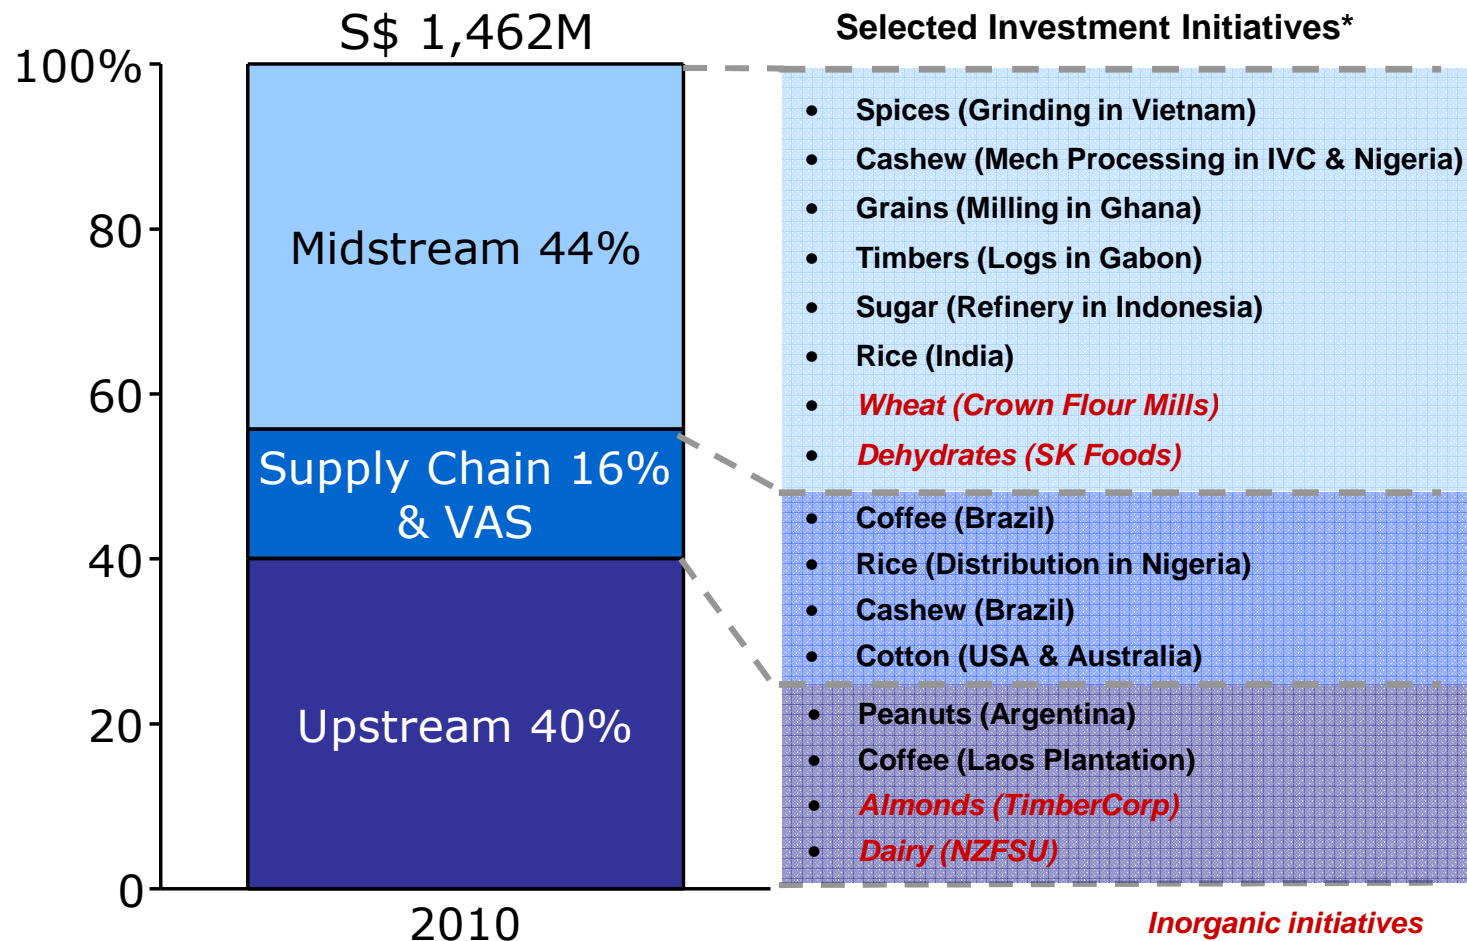 S$ 1,462M
100%
80
60
40
20
0
Midstream 44%
Supply Chain 16%
& VAS
Upstream 40%
2010
Selected Investment Initiatives*
• Spices (Grinding in Vietnam)
• Cashew (Mech Processing in IVC & Nigeria)
• Grains (Milling in Ghana)
• Timbers (Logs in Gabon)
• Sugar (Refinery in Indonesia)
• Rice (India)
• Wheat (Crown Flour Mills)
• Dehydrates (SK Foods)
• Coffee (Brazil)
• Rice (Distribution in Nigeria)
• Cashew (Brazil)
• Cotton (USA & Australia)
• Peanuts (Argentina)
• Coffee (Laos Plantation)
• Almonds (TimberCorp)
• Dairy (NZFSU)
Inorganic initiatives